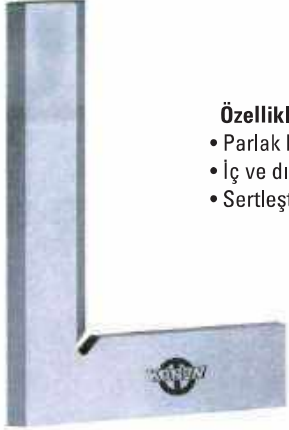 Özellikl
• Parlak
• İç ve dı
• Sertleşt